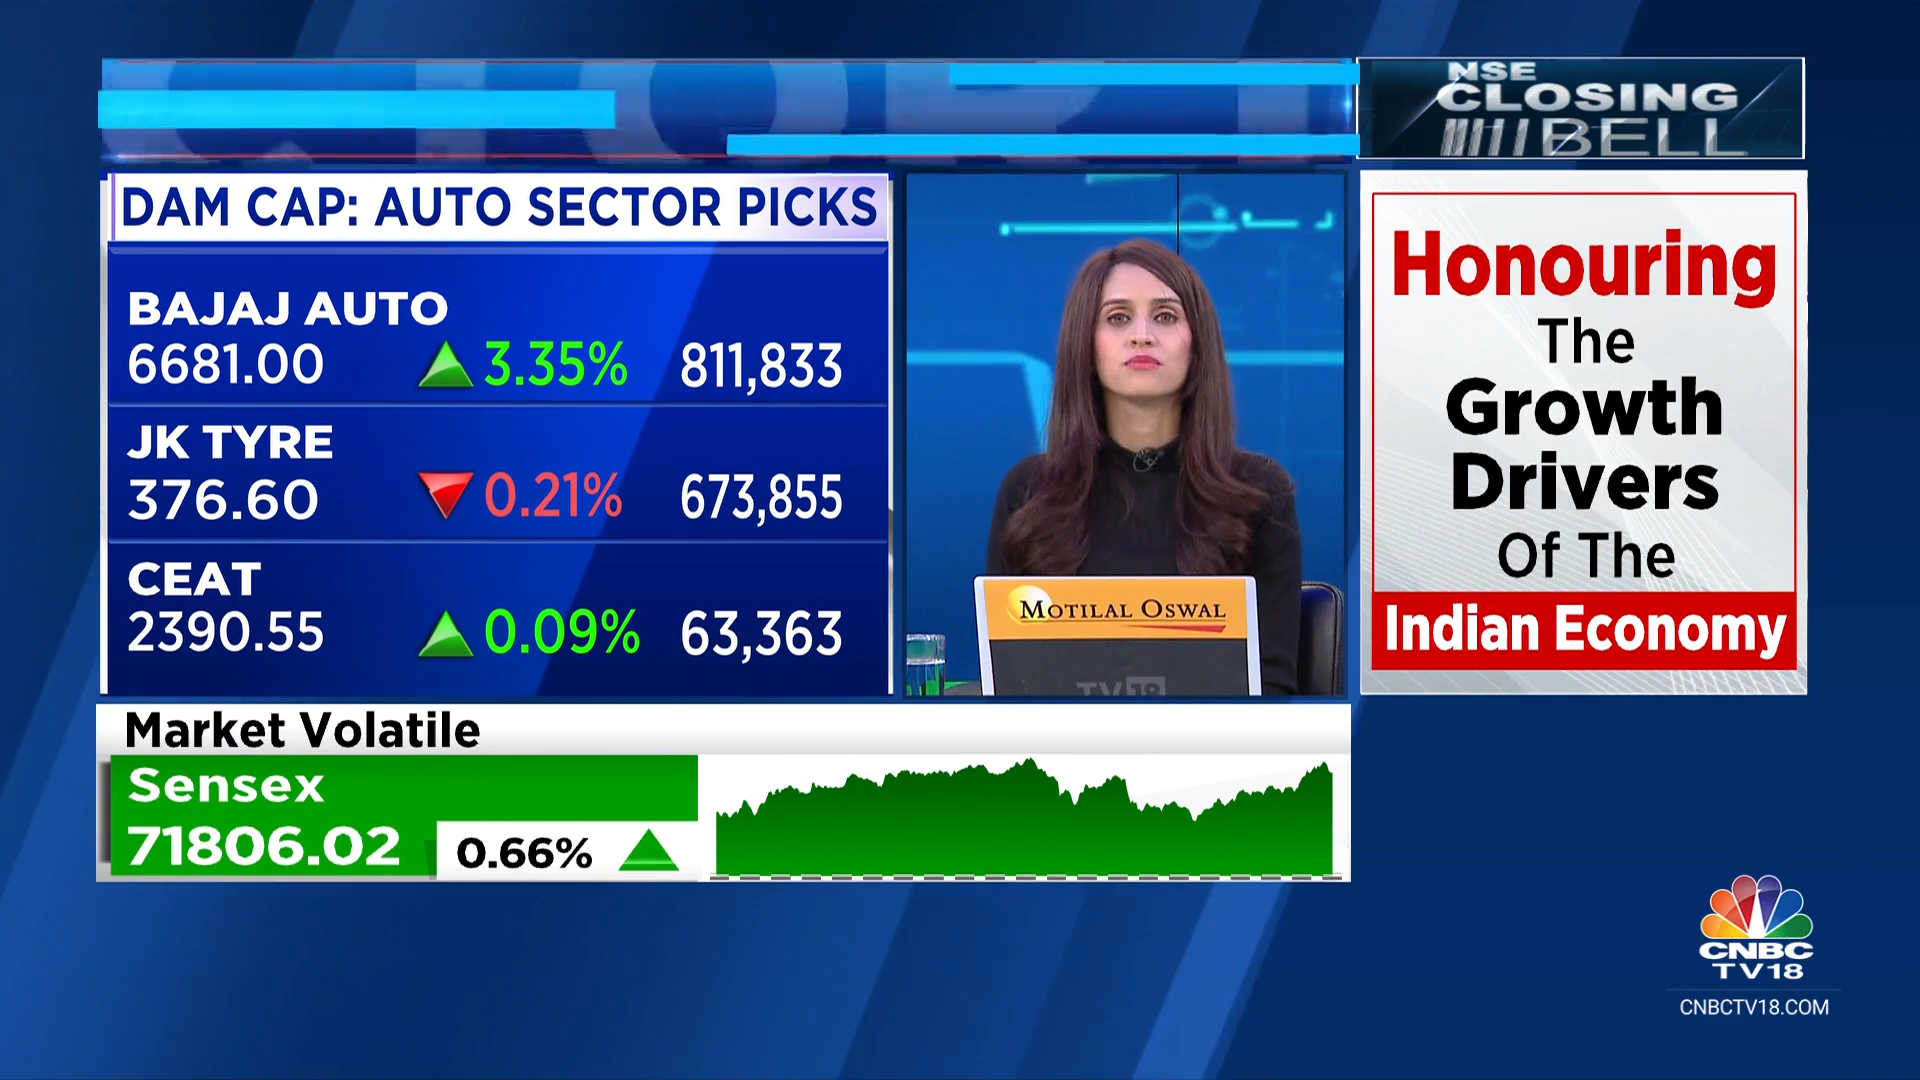 NSE
CLOSING
BELL
DAM CAP: AUTO SECTOR PICKS
BAJAJ AUTO
6681.00 3.35% 811,833
JK TYRE
376.60 0.21% 673,855
CEAT
2390.55 0.09% 63,363
MOTILAL OSWAL
TV18
Honouring
The
Growth
Drivers
Of The
Indian Economy
Market Volatile
Sensex
71806.02 0.66%
CNBC
TV18
CNBCTV18.COM